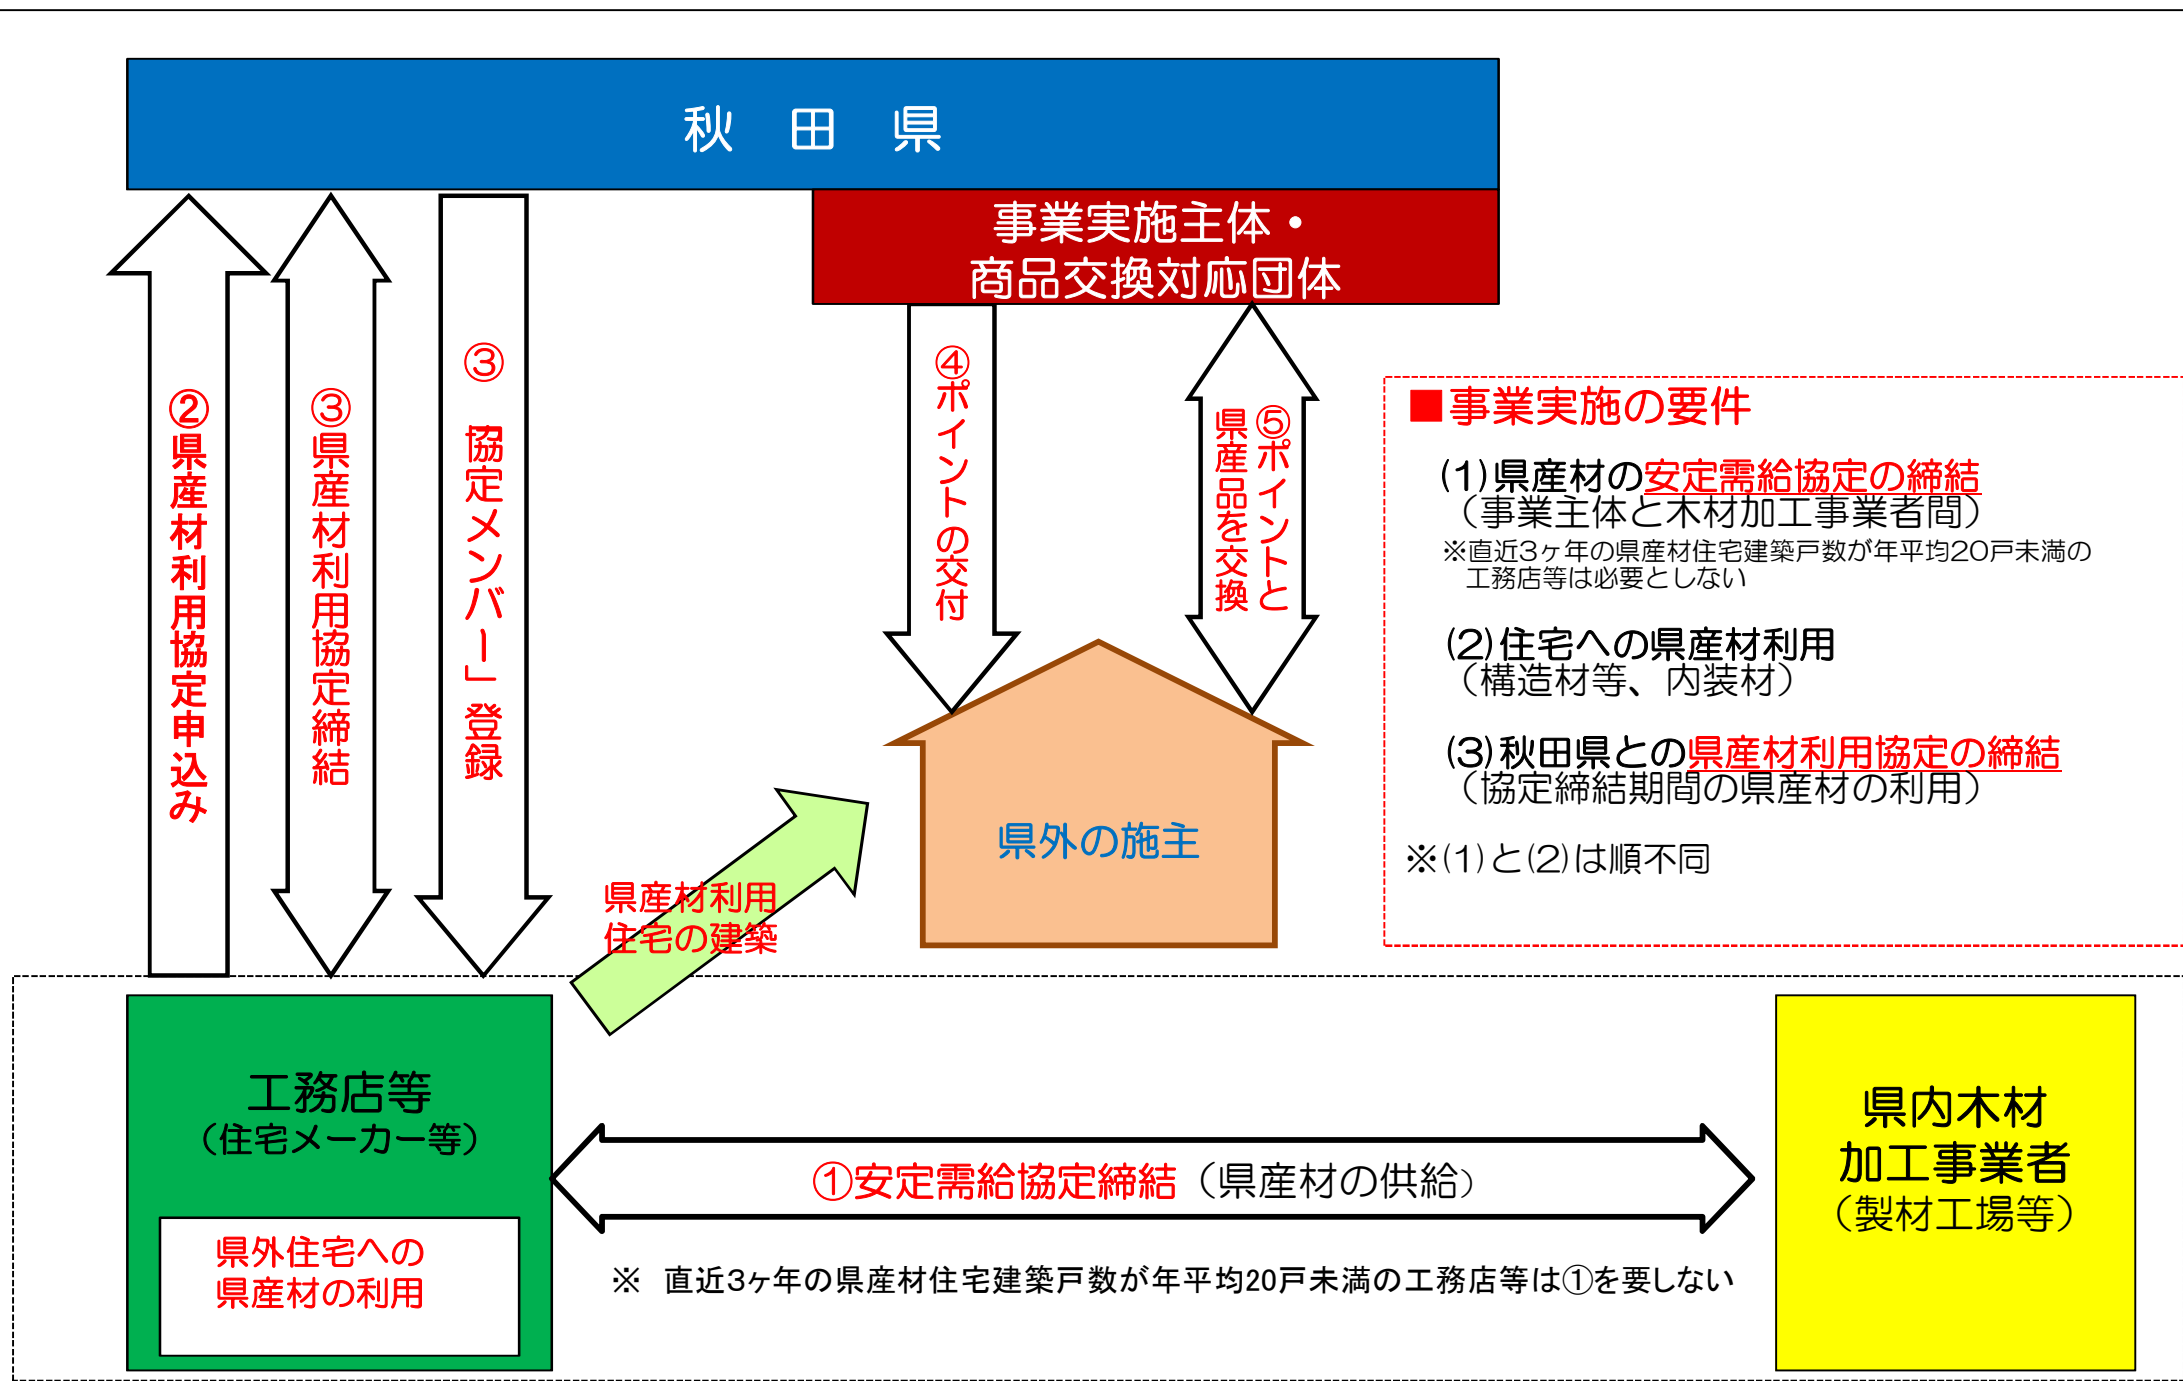 秋　田　県
事業実施主体・
商品交換対応団体
②県産材利用協定申込み
③県産材利用協定締結
③　協定メンバー」登録
④ポイントの交付
⑤ポイントと
県産品を交換
■事業実施の要件
(1)県産材の安定需給協定の締結
（事業主体と木材加工事業者間）
※直近3ヶ年の県産材住宅建築戸数が年平均20戸未満の
工務店等は必要としない
(2)住宅への県産材利用
（構造材等、内装材）
(3)秋田県との県産材利用協定の締結
（協定締結期間の県産材の利用）
※(1)と(2)は順不同
県外の施主
県産材利用
住宅の建築
工務店等
（住宅メーカー等）
県外住宅への
県産材の利用
①安定需給協定締結（県産材の供給）
※　直近3ヶ年の県産材住宅建築戸数が年平均20戸未満の工務店等は①を要しない
県内木材
加工事業者
（製材工場等）